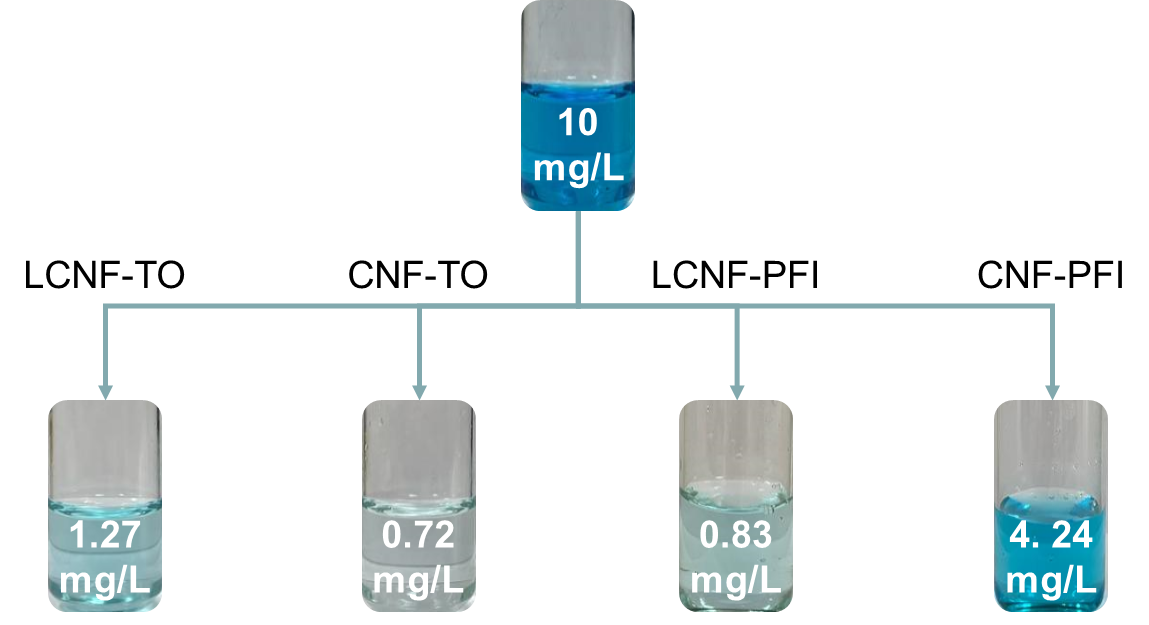 10
mg/L
LCNF-TO
CNF-TO
LCNF-PFI
CNF-PFI
1.27
mg/L
0.72
mg/L
0.83
mg/L
4. 24
mg/L